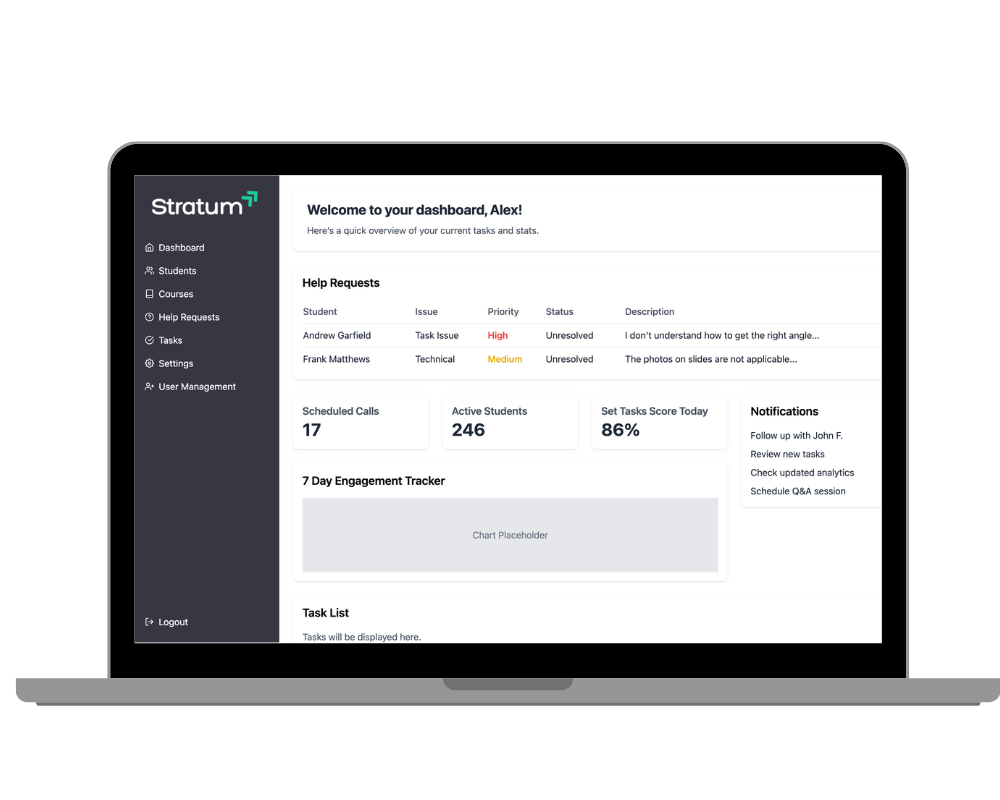 Stratum
Dashboard
Students
Courses
Help Requests
Tasks
Settings
User Management
Logout
Welcome to your dashboard, Alex!
Here's a quick overview of your current tasks and stats.
Help Requests
Student Issue Priority Status Description
Andrew Garfield Task Issue High Unresolved I don't understand how to get the right angle...
Frank Matthews Technical Medium Unresolved The photos on slides are not applicable...
Scheduled Calls
17
Active Students
246
Set Tasks Score Today
86%
Notifications
Follow up with John F.
Review new tasks
Check updated analytics
Schedule Q&A session
7 Day Engagement Tracker
Chart Placeholder
Task List
Tasks will be displayed here.